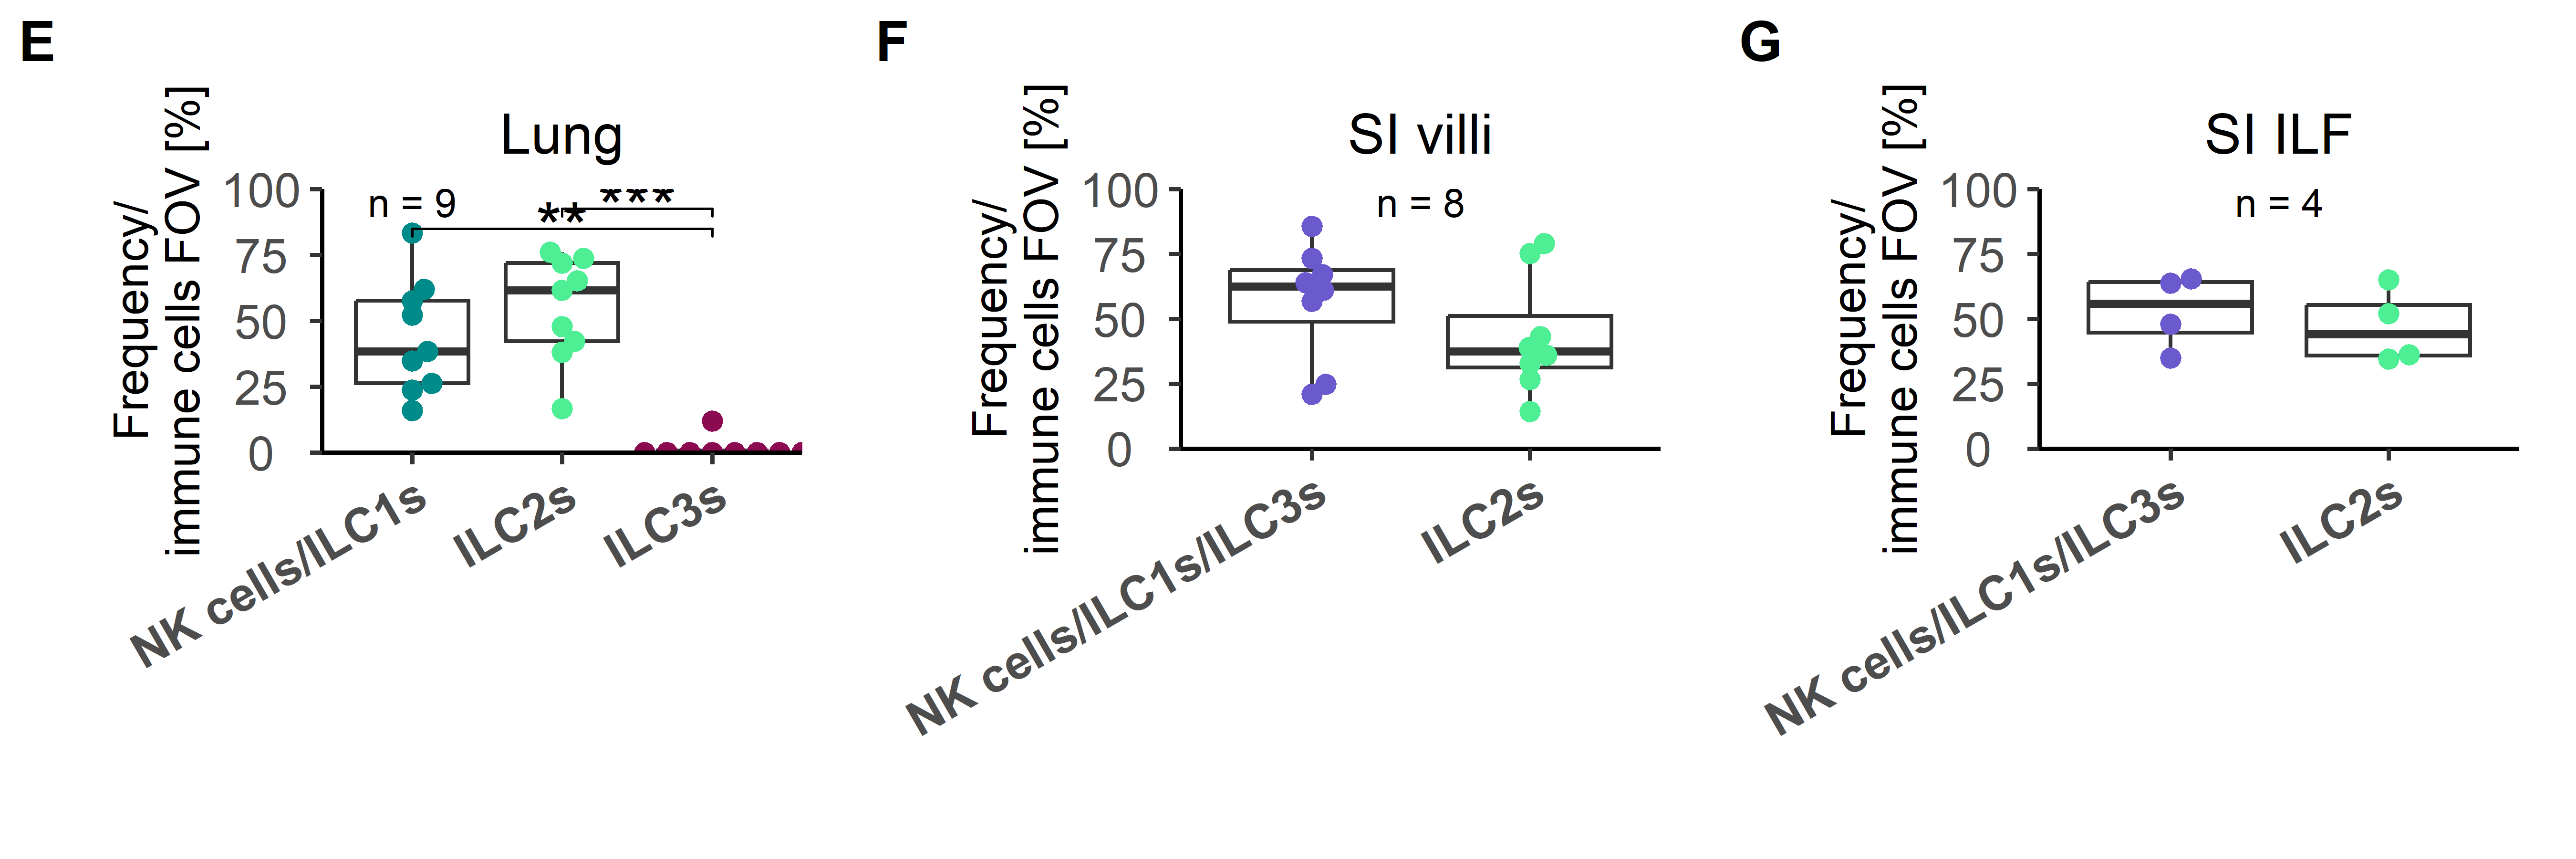 E
Lung
Frequency/
immune cells FOV [%]
100
75
50
25
0
n = 9
**
***
NK cells/ILC1s
ILC2s
ILC3s
F
SI villi
Frequency/
immune cells FOV [%]
100
75
50
25
0
n = 8
NK cells/ILC1s/ILC3s
ILC2s
G
SI ILF
Frequency/
immune cells FOV [%]
100
75
50
25
0
n = 4
NK cells/ILC1s/ILC3s
ILC2s